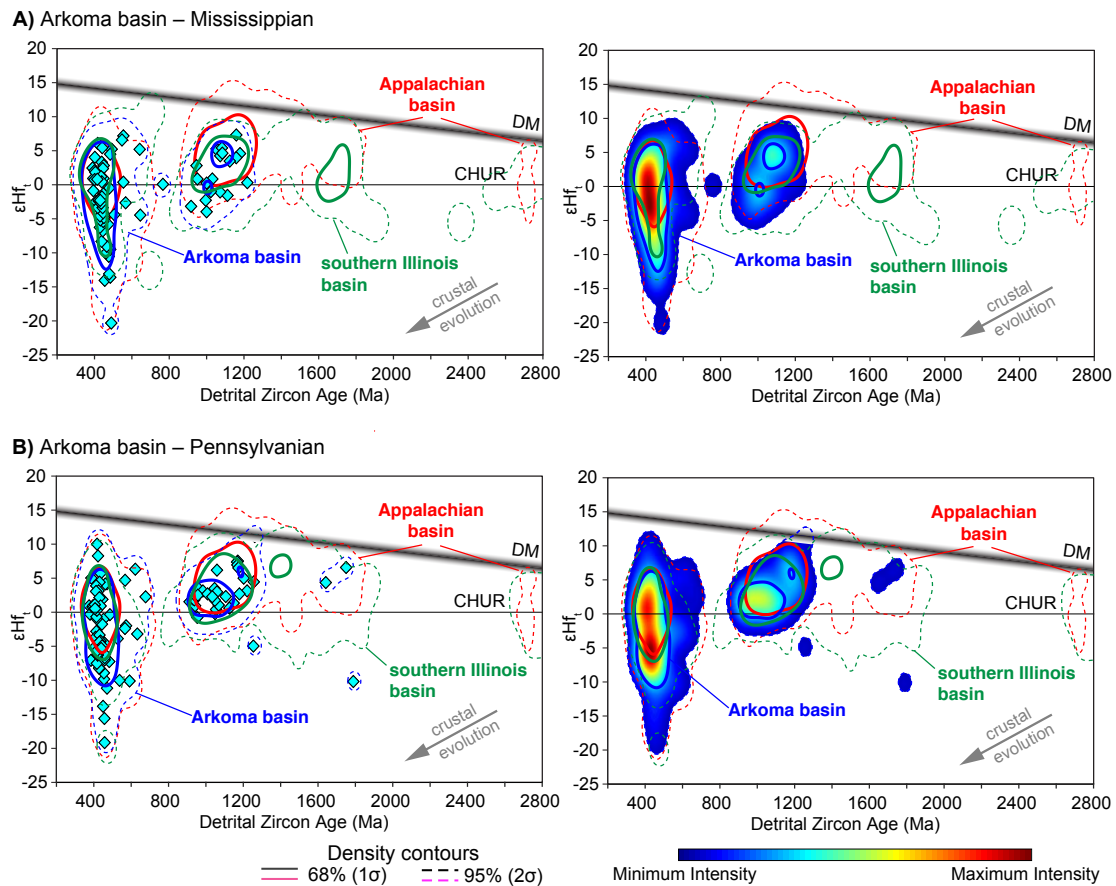 A) Arkoma basin – Mississippian
20
15
10
5
0
-5
-10
-15
-20
-25
εHft
Appalachian
basin
DM
CHUR
Arkoma basin
southern Illinois
basin
crustal
evolution
400
800
1200
1600
2000
2400
2800
Detrital Zircon Age (Ma)
20
15
10
5
0
-5
-10
-15
-20
-25
εHft
Appalachian
basin
DM
CHUR
Arkoma basin
southern Illinois
basin
crustal
evolution
400
800
1200
1600
2000
2400
2800
Detrital Zircon Age (Ma)
B) Arkoma basin – Pennsylvanian
20
15
10
5
0
-5
-10
-15
-20
-25
εHft
Appalachian
basin
DM
CHUR
southern Illinois
basin
Arkoma basin
crustal
evolution
400
800
1200
1600
2000
2400
2800
Detrital Zircon Age (Ma)
20
15
10
5
0
-5
-10
-15
-20
-25
εHft
Appalachian
basin
DM
CHUR
southern Illinois
basin
Arkoma basin
crustal
evolution
400
800
1200
1600
2000
2400
2800
Detrital Zircon Age (Ma)
Density contours
68% (1σ)
95% (2σ)
Minimum Intensity
Maximum Intensity